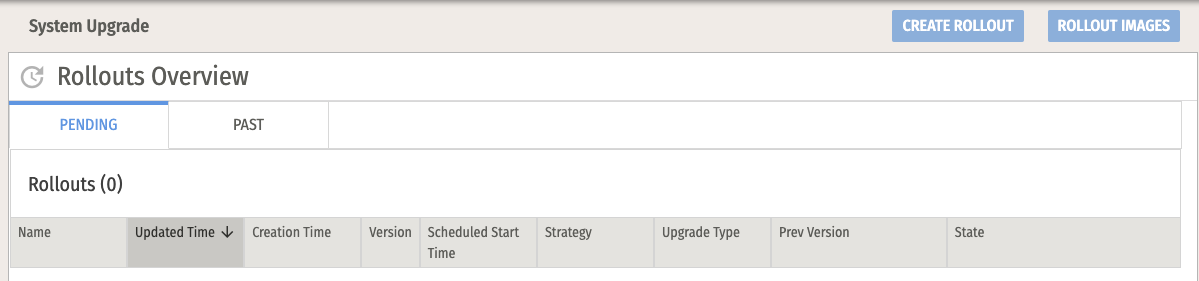 System Upgrade
CREATE ROLLOUT
ROLLOUT IMAGES
Rollouts Overview
PENDING
PAST
Rollouts (0)
Name
Updated Time
Creation Time
Version
Scheduled Start
Time
Strategy
Upgrade Type
Prev Version
State